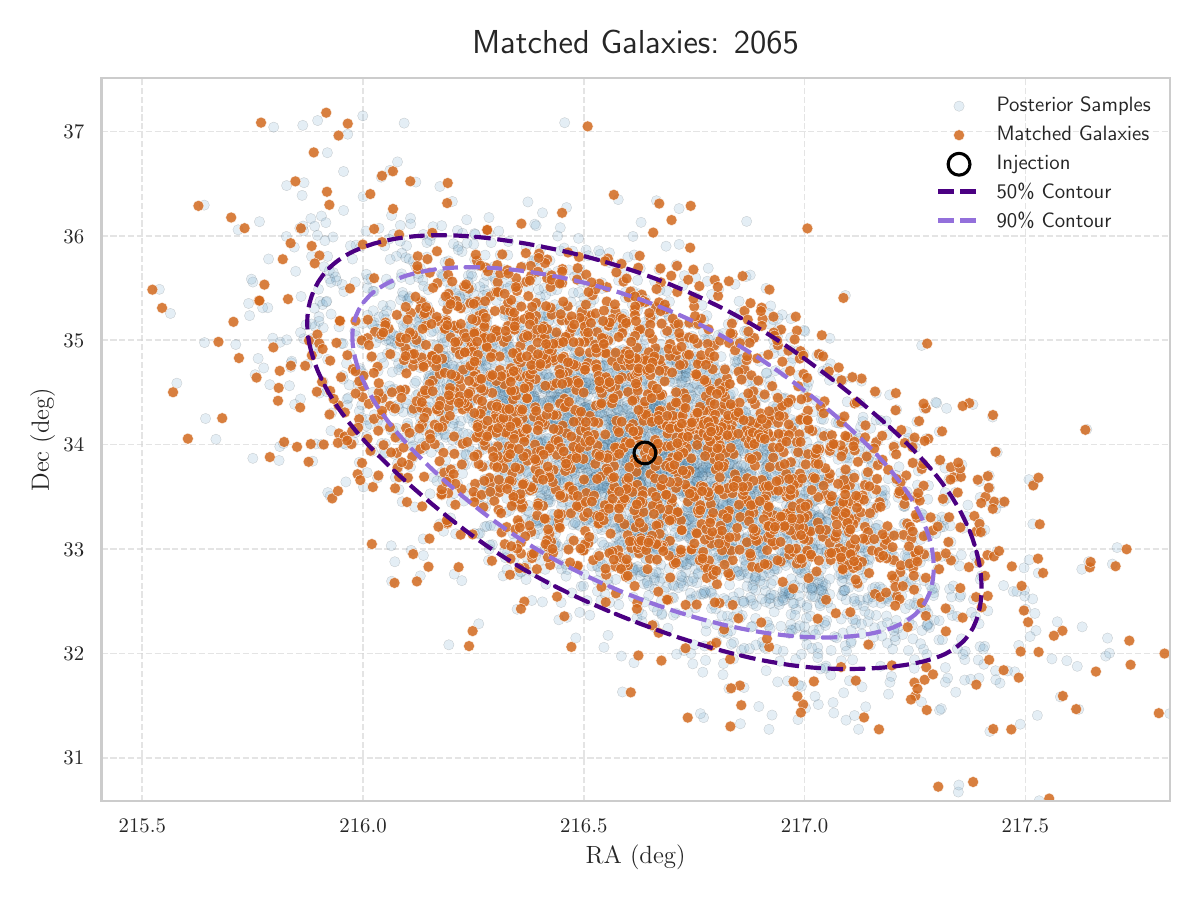 Matched Galaxies: 2065
Posterior Samples
Matched Galaxies
Injection
50% Contour
90% Contour
37
36
35
34
33
32
31
Dec (deg)
215.5 216.0 216.5 217.0 217.5
RA (deg)